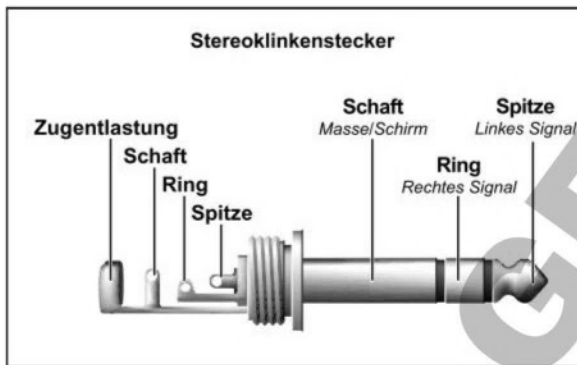 Stereoklinkenstecker
Schaft
Masse/Schirm
Spitze
Linkes Signal
Zugentlastung
Schaft
Ring
Spitze
Ring
Rechtes Signal